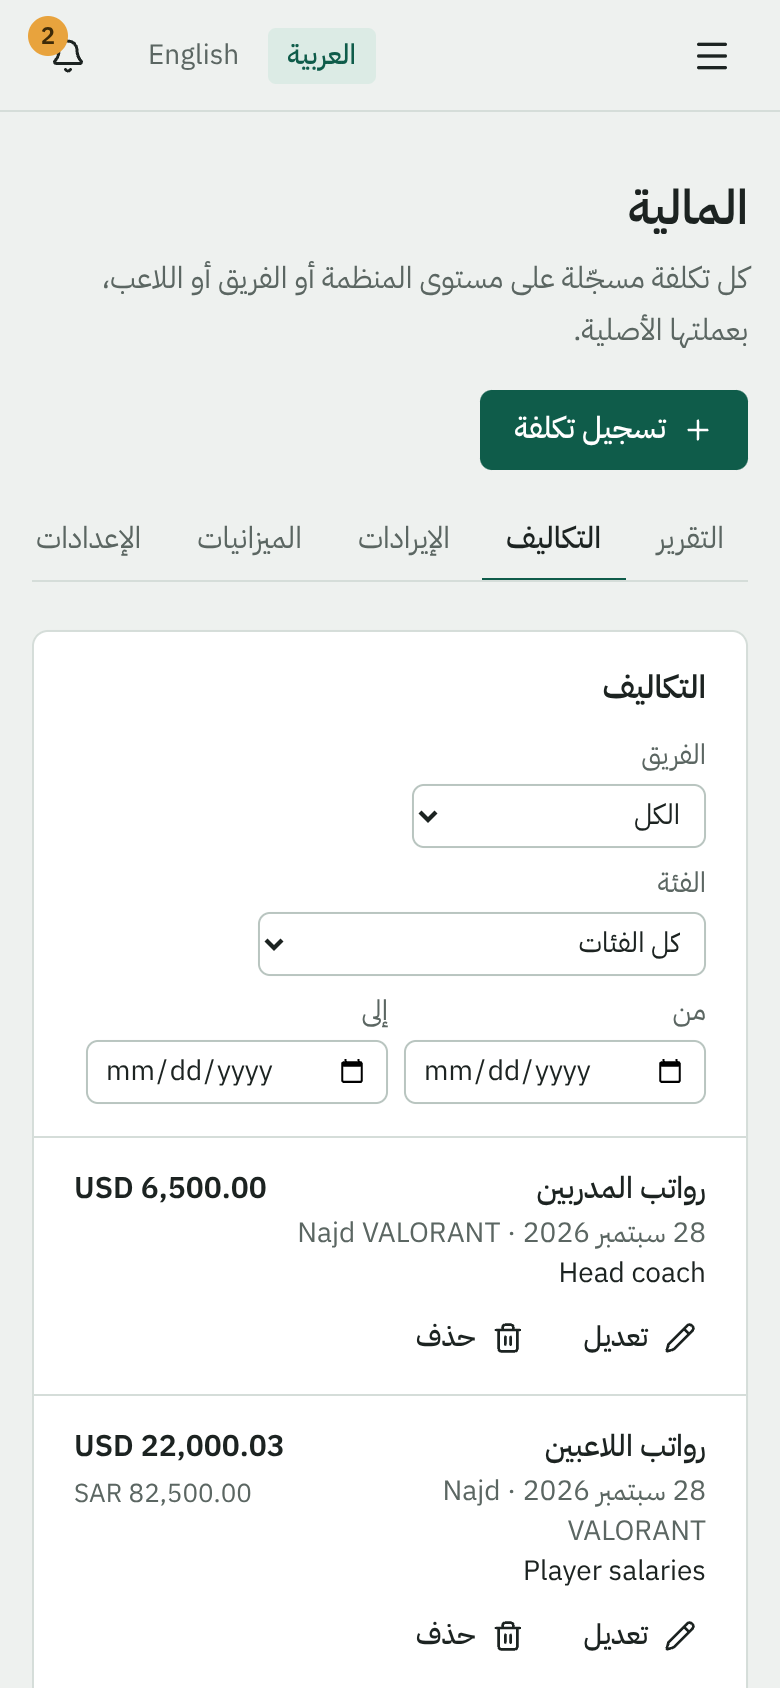 العربية
English
2
المالية
كل تكلفة مسجّلة على مستوى المنظمة أو الفريق أو اللاعب،
بعملتها الأصلية.
+ تسجيل تكلفة
التقرير
التكاليف
الإيرادات
الميزانيات
الإعدادات
التكاليف
الفريق
الكل
الفئة
كل الفئات
من
إلى
mm/dd/yyyy
mm/dd/yyyy
رواتب المدربين
USD 6,500.00
28 سبتمبر 2026 · Najd VALORANT
Head coach
تعديل
حذف
رواتب اللاعبين
USD 22,000.03
28 سبتمبر 2026 · Najd
SAR 82,500.00
VALORANT
Player salaries
تعديل
حذف